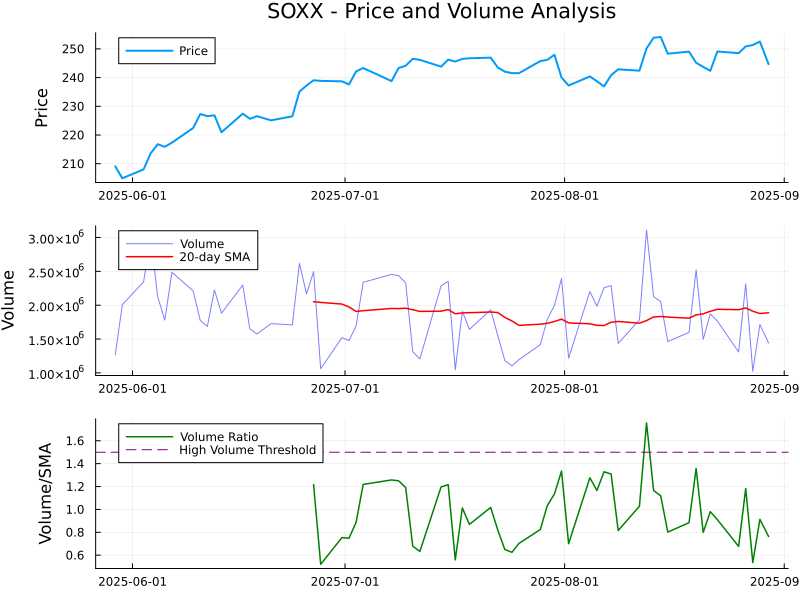 SOXX - Price and Volume Analysis
Price
250
240
230
220
210
Price
2025-06-01 2025-07-01 2025-08-01 2025-09
Volume
3.00×10⁶
2.50×10⁶
2.00×10⁶
1.50×10⁶
1.00×10⁶
Volume
20-day SMA
2025-06-01 2025-07-01 2025-08-01 2025-09
Volume/SMA
1.6
1.4
1.2
1.0
0.8
0.6
Volume Ratio
High Volume Threshold
2025-06-01 2025-07-01 2025-08-01 2025-09